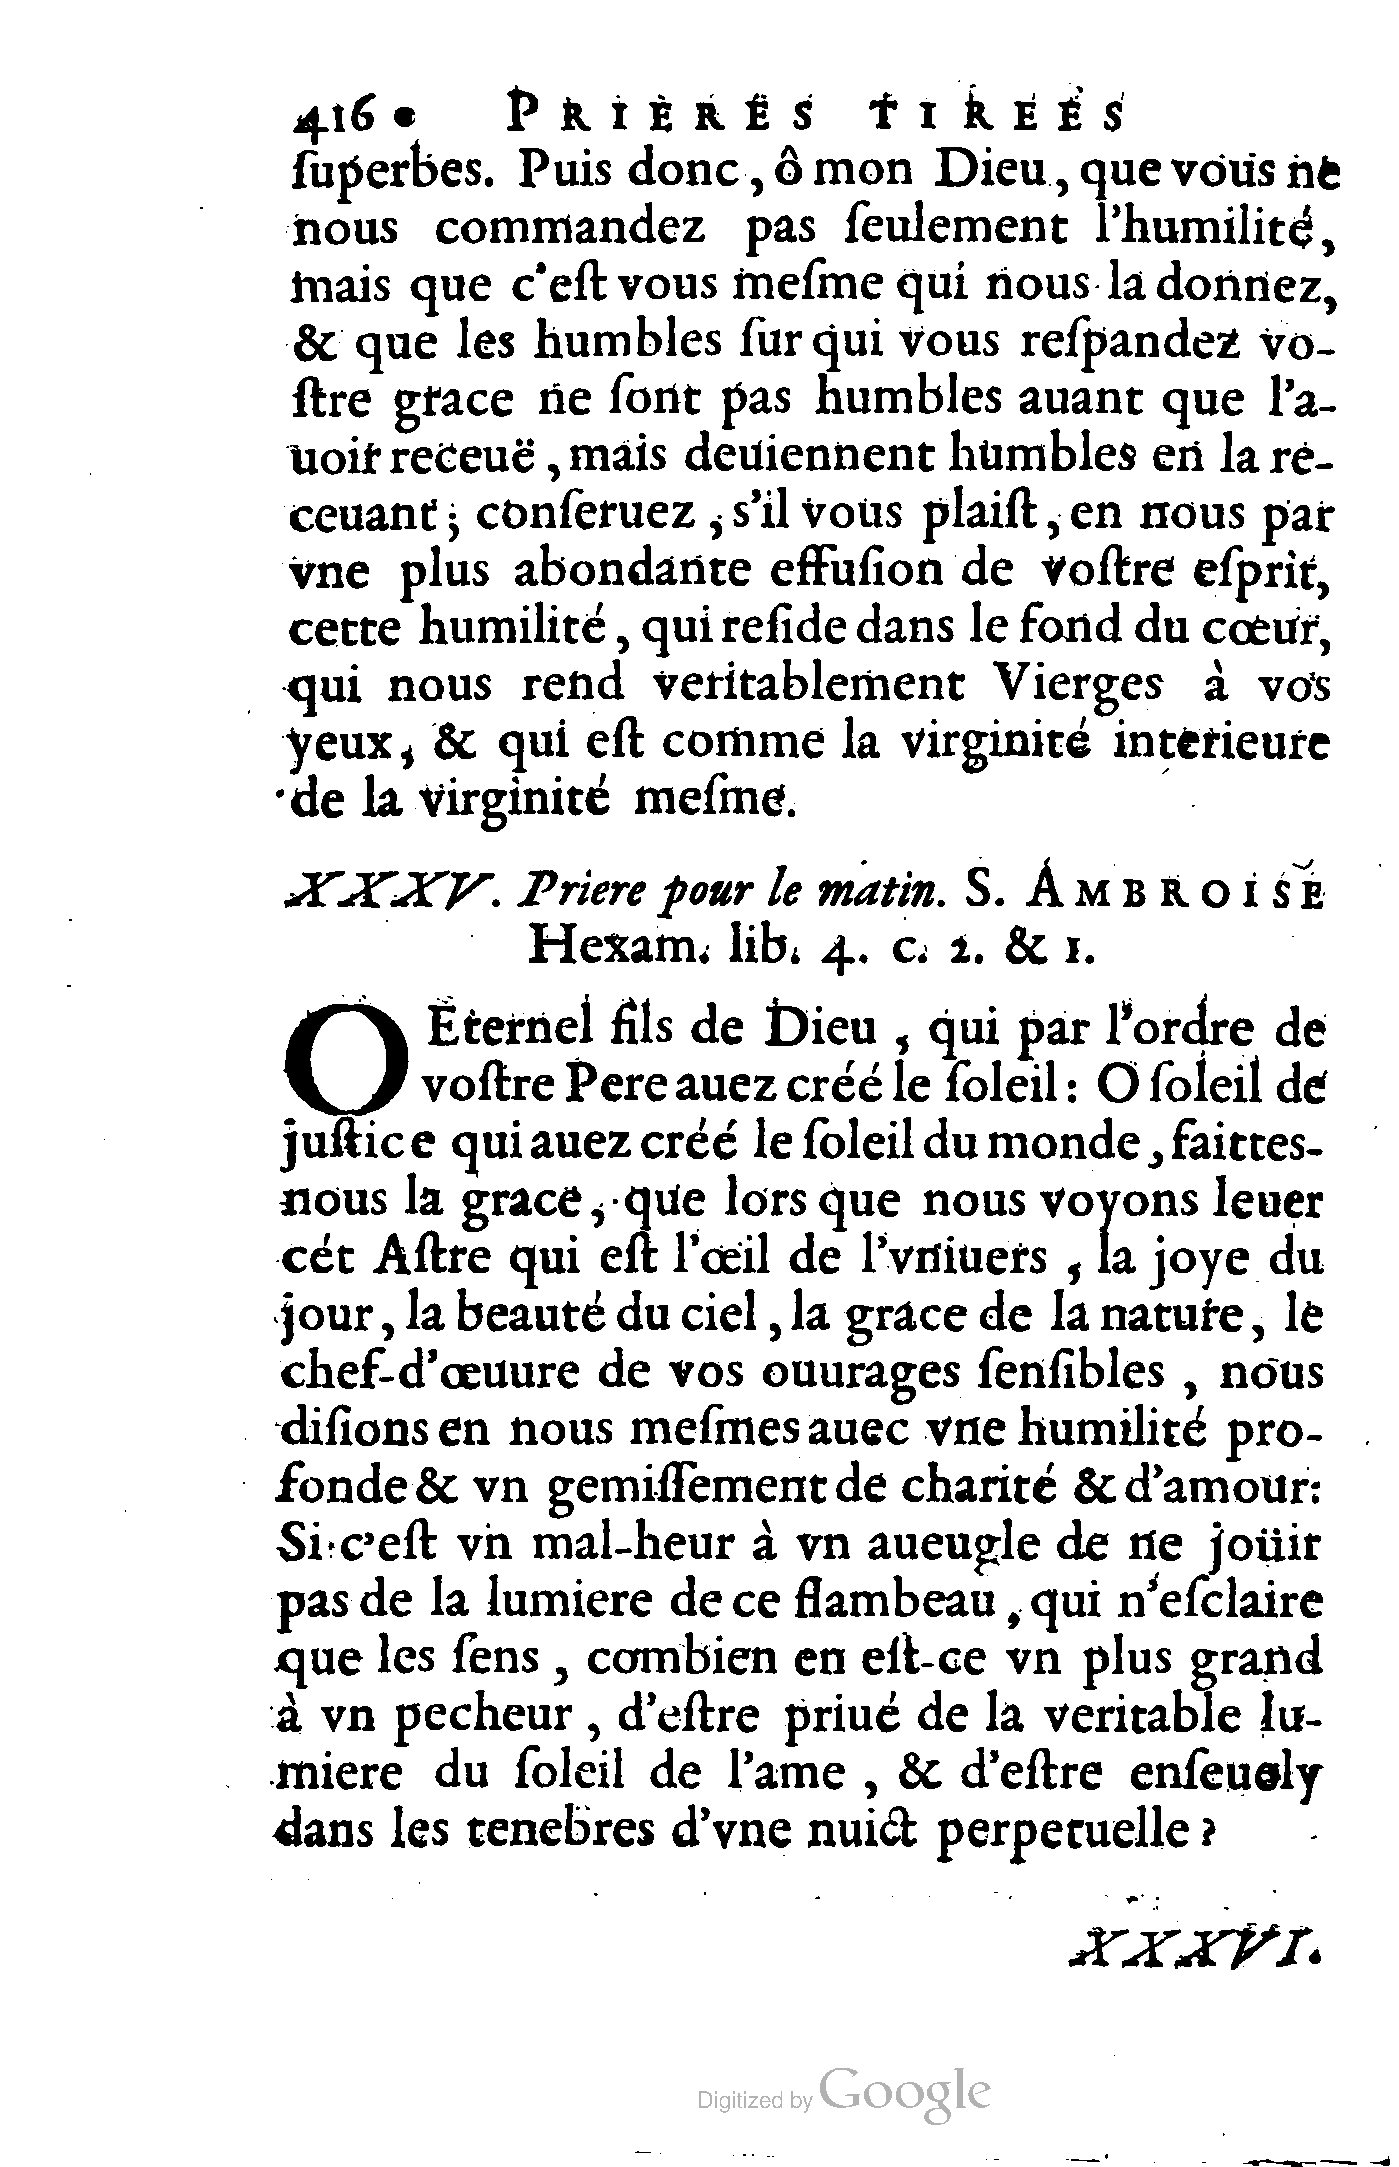 416 PRIERES TIREES
ſuperbes. Puis donc, ô mon Dieu, que vous ne
nous commandez pas ſeulement l'humilité,
mais que c'eſt vous meſme qui nous la donnez,
& que les humbles ſur qui vous reſpandez vo-
ſtre grace ne ſont pas humbles auant que l'a-
uoir receuë, mais deuiennent humbles en la re-
ceuant; conſeruez, s'il vous plaiſt, en nous par
vne plus abondante effuſion de voſtre eſprit,
cette humilité, qui reſide dans le fond du cœur,
qui nous rend veritablement Vierges à vos
yeux, & qui eſt comme la virginité interieure
de la virginité meſme.
XXXV. Priere pour le matin. S. AMBROISE
Hexam. lib. 4. c. 2. & 1.
O Eternel fils de Dieu, qui par l'ordre de
voſtre Pere auez créé le ſoleil: O ſoleil de
juſtice qui auez créé le ſoleil du monde, faittes-
nous la grace, que lors que nous voyons leuer
cét Aſtre qui eſt l'œil de l'vniuers, la joye du
jour, la beauté du ciel, la grace de la nature, le
chef-d'œuure de vos ouurages ſenſibles, nous
diſions en nous meſmes auec vne humilité pro-
fonde & vn gemiſſement de charité & d'amour:
Si c'eſt vn mal-heur à vn aueugle de ne joüir
pas de la lumiere de ce flambeau, qui n'eſclaire
que les ſens, combien en eſt-ce vn plus grand
à vn pecheur, d'eſtre priué de la veritable lu-
miere du ſoleil de l'ame, & d'eſtre enſeuely
dans les tenebres d'vne nuict perpetuelle?
XXXVI.
Digitized by Google